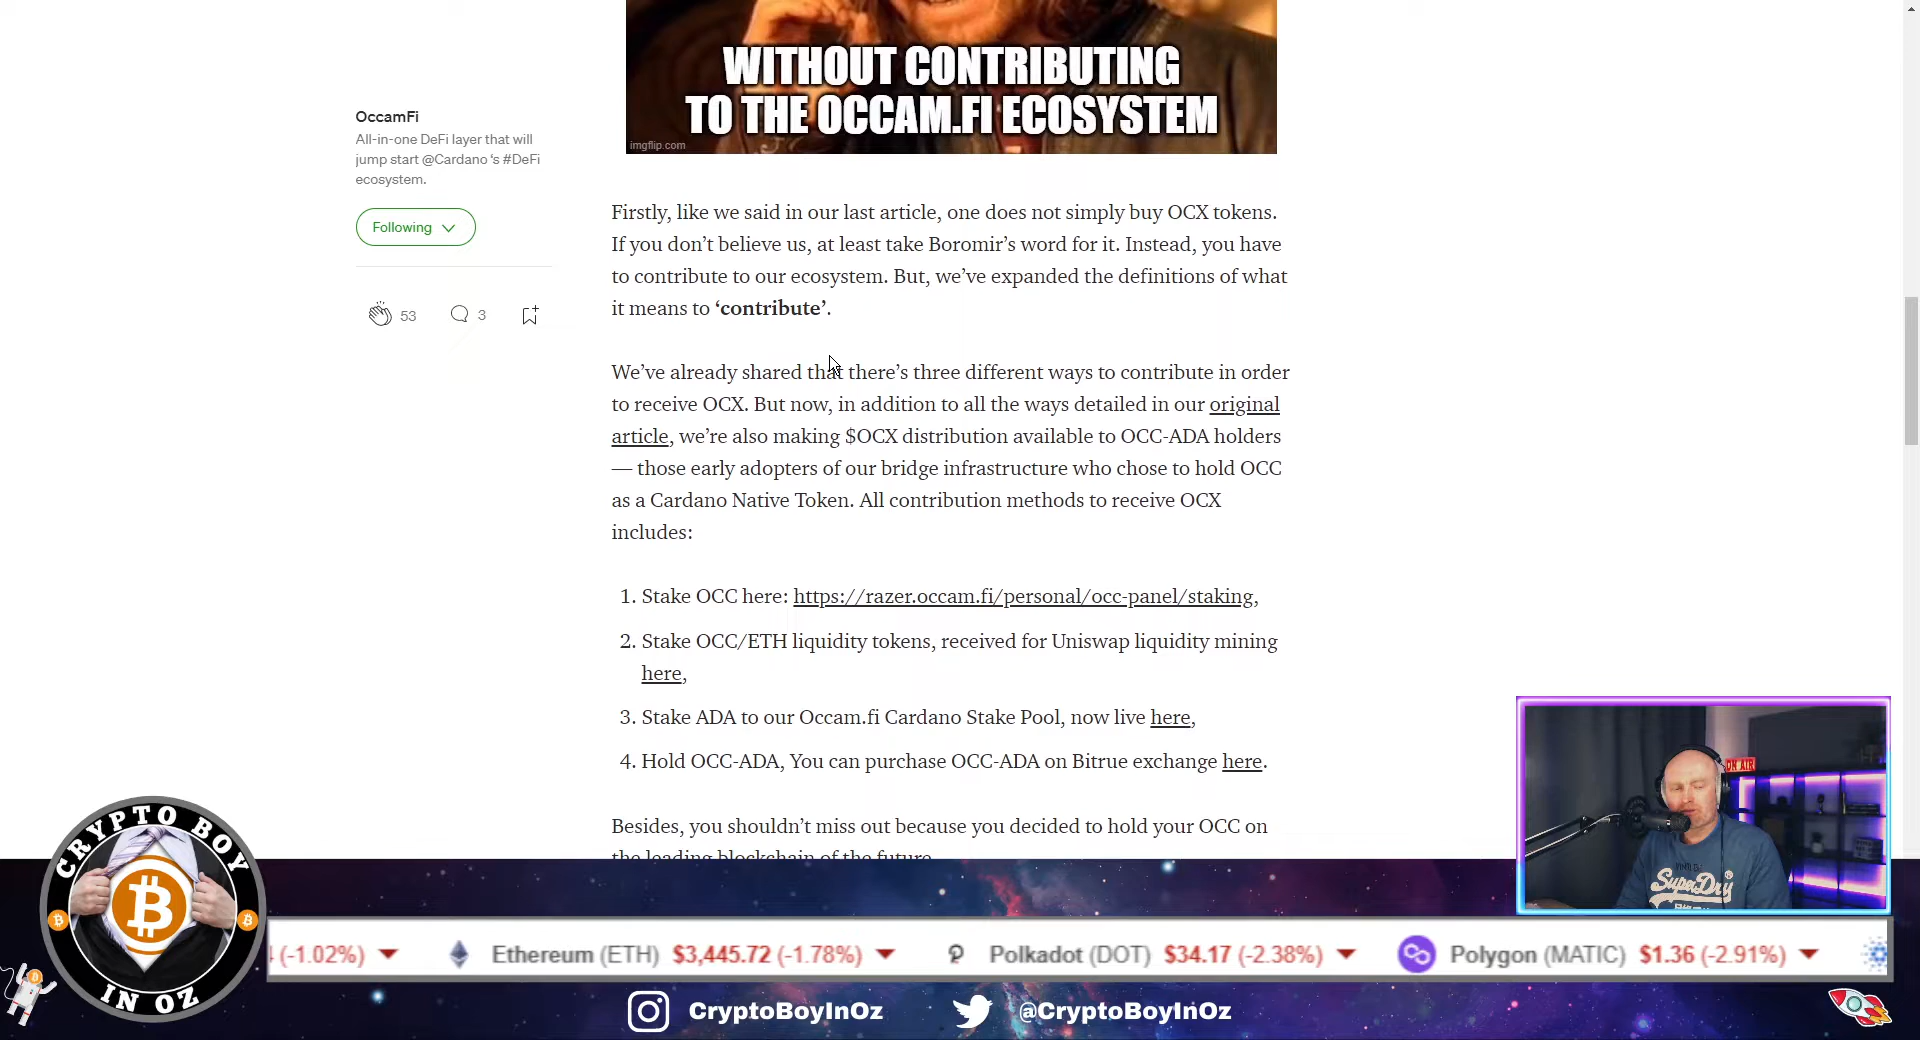 WITHOUT CONTRIBUTING
TO THE OCCAM.FI ECOSYSTEM
imgflip.com
OccamFi
All-in-one DeFi layer that will
jump start @Cardano ‘s #DeFi
ecosystem.
Following
53
3
Firstly, like we said in our last article, one does not simply buy OCX tokens.
If you don’t believe us, at least take Boromir’s word for it. Instead, you have
to contribute to our ecosystem. But, we’ve expanded the definitions of what
it means to ‘contribute’.
We’ve already shared that there’s three different ways to contribute in order
to receive OCX. But now, in addition to all the ways detailed in our original
article, we’re also making $OCX distribution available to OCC-ADA holders
— those early adopters of our bridge infrastructure who chose to hold OCC
as a Cardano Native Token. All contribution methods to receive OCX
includes:
1. Stake OCC here: https://razer.occam.fi/personal/occ-panel/staking,
2. Stake OCC/ETH liquidity tokens, received for Uniswap liquidity mining
here,
3. Stake ADA to our Occam.fi Cardano Stake Pool, now live here,
4. Hold OCC-ADA, You can purchase OCC-ADA on Bitrue exchange here.
Besides, you shouldn’t miss out because you decided to hold your OCC on
the leading blockchain of the future.
ON AIR
SuperDry
CRYPTO BOY
IN OZ
(-1.02%) Ethereum (ETH) $3,445.72 (-1.78%) Polkadot (DOT) $34.17 (-2.38%) Polygon (MATIC) $1.36 (-2.91%)
CryptoBoyInOz @CryptoBoyInOz